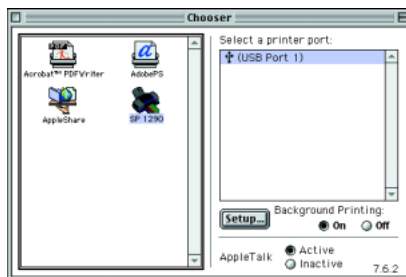 Chooser
Acrobat™ PDFWriter
AdobePS
AppleShare
SP 1290
Select a printer port:
(USB Port 1)
Setup...
Background Printing:
On
Off
AppleTalk
Active
Inactive
7.6.2